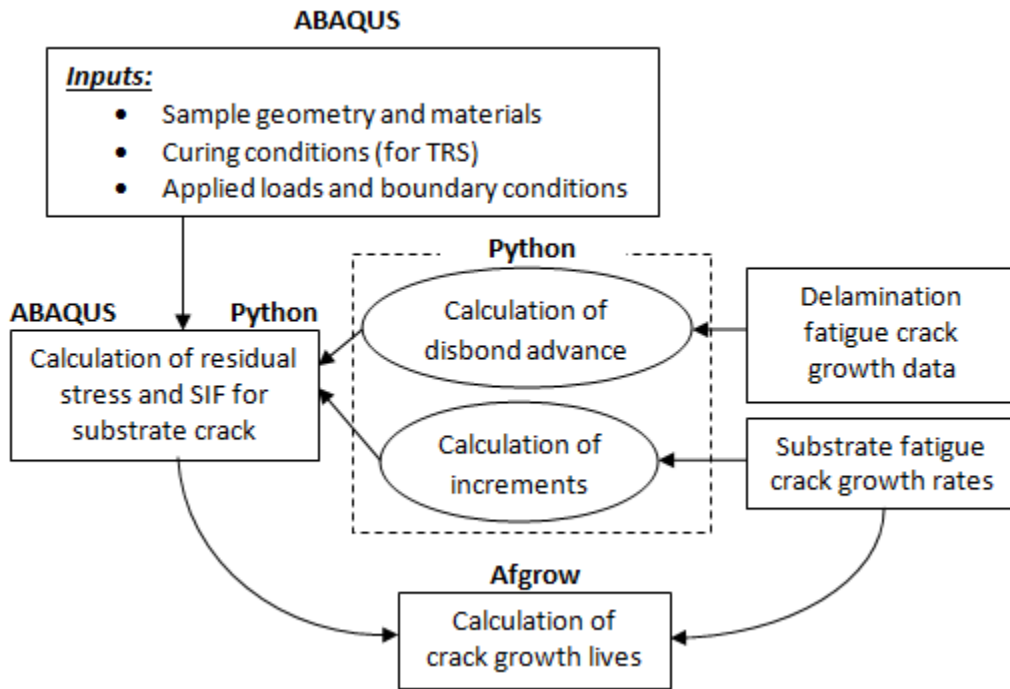 ABAQUS
Inputs:
• Sample geometry and materials
• Curing conditions (for TRS)
• Applied loads and boundary conditions
Python
Calculation of
disbond advance
Delamination
fatigue crack
growth data
ABAQUS Python
Calculation of residual
stress and SIF for
substrate crack
Calculation of
increments
Substrate fatigue
crack growth rates
Afgrow
Calculation of
crack growth lives